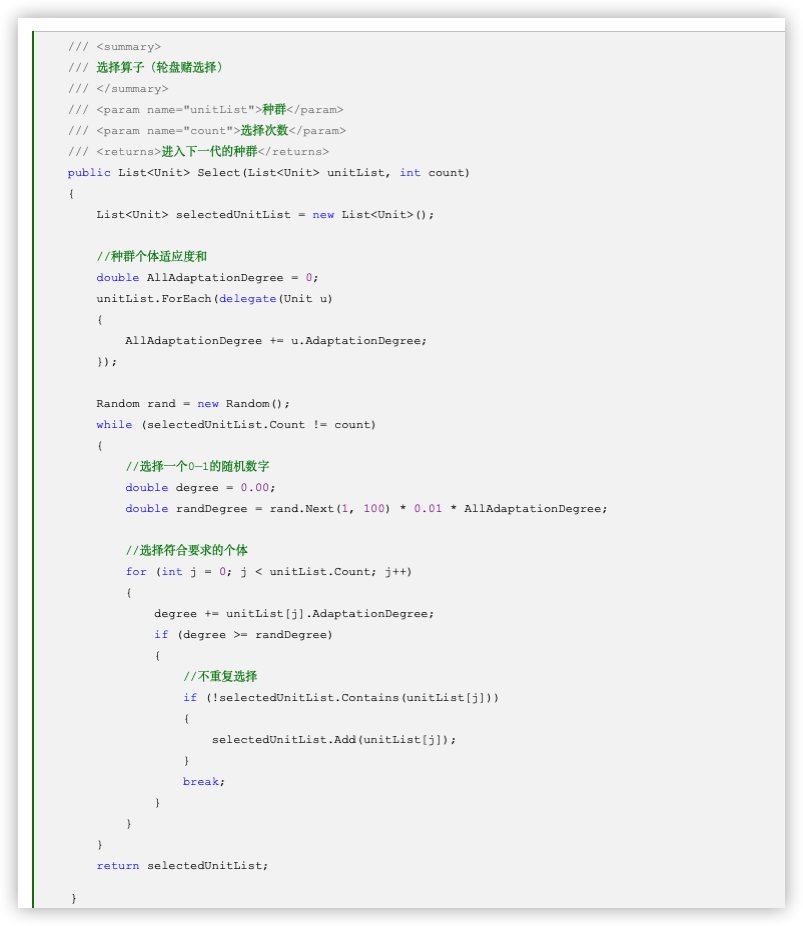 /// <summary>
/// 选择算子（轮盘赌选择）
/// </summary>
/// <param name="unitList">种群</param>
/// <param name="count">选择次数</param>
/// <returns>进入下一代的种群</returns>
public List<Unit> Select(List<Unit> unitList, int count)
{
List<Unit> selectedUnitList = new List<Unit>();
//种群个体适应度和
double AllAdaptationDegree = 0;
unitList.ForEach(delegate(Unit u)
{
AllAdaptationDegree += u.AdaptationDegree;
});
Random rand = new Random();
while (selectedUnitList.Count != count)
{
//选择一个0—1的随机数字
double degree = 0.00;
double randDegree = rand.Next(1, 100) * 0.01 * AllAdaptationDegree;
//选择符合要求的个体
for (int j = 0; j < unitList.Count; j++)
{
degree += unitList[j].AdaptationDegree;
if (degree >= randDegree)
{
//不重复选择
if (!selectedUnitList.Contains(unitList[j]))
{
selectedUnitList.Add(unitList[j]);
}
break;
}
}
}
return selectedUnitList;
}